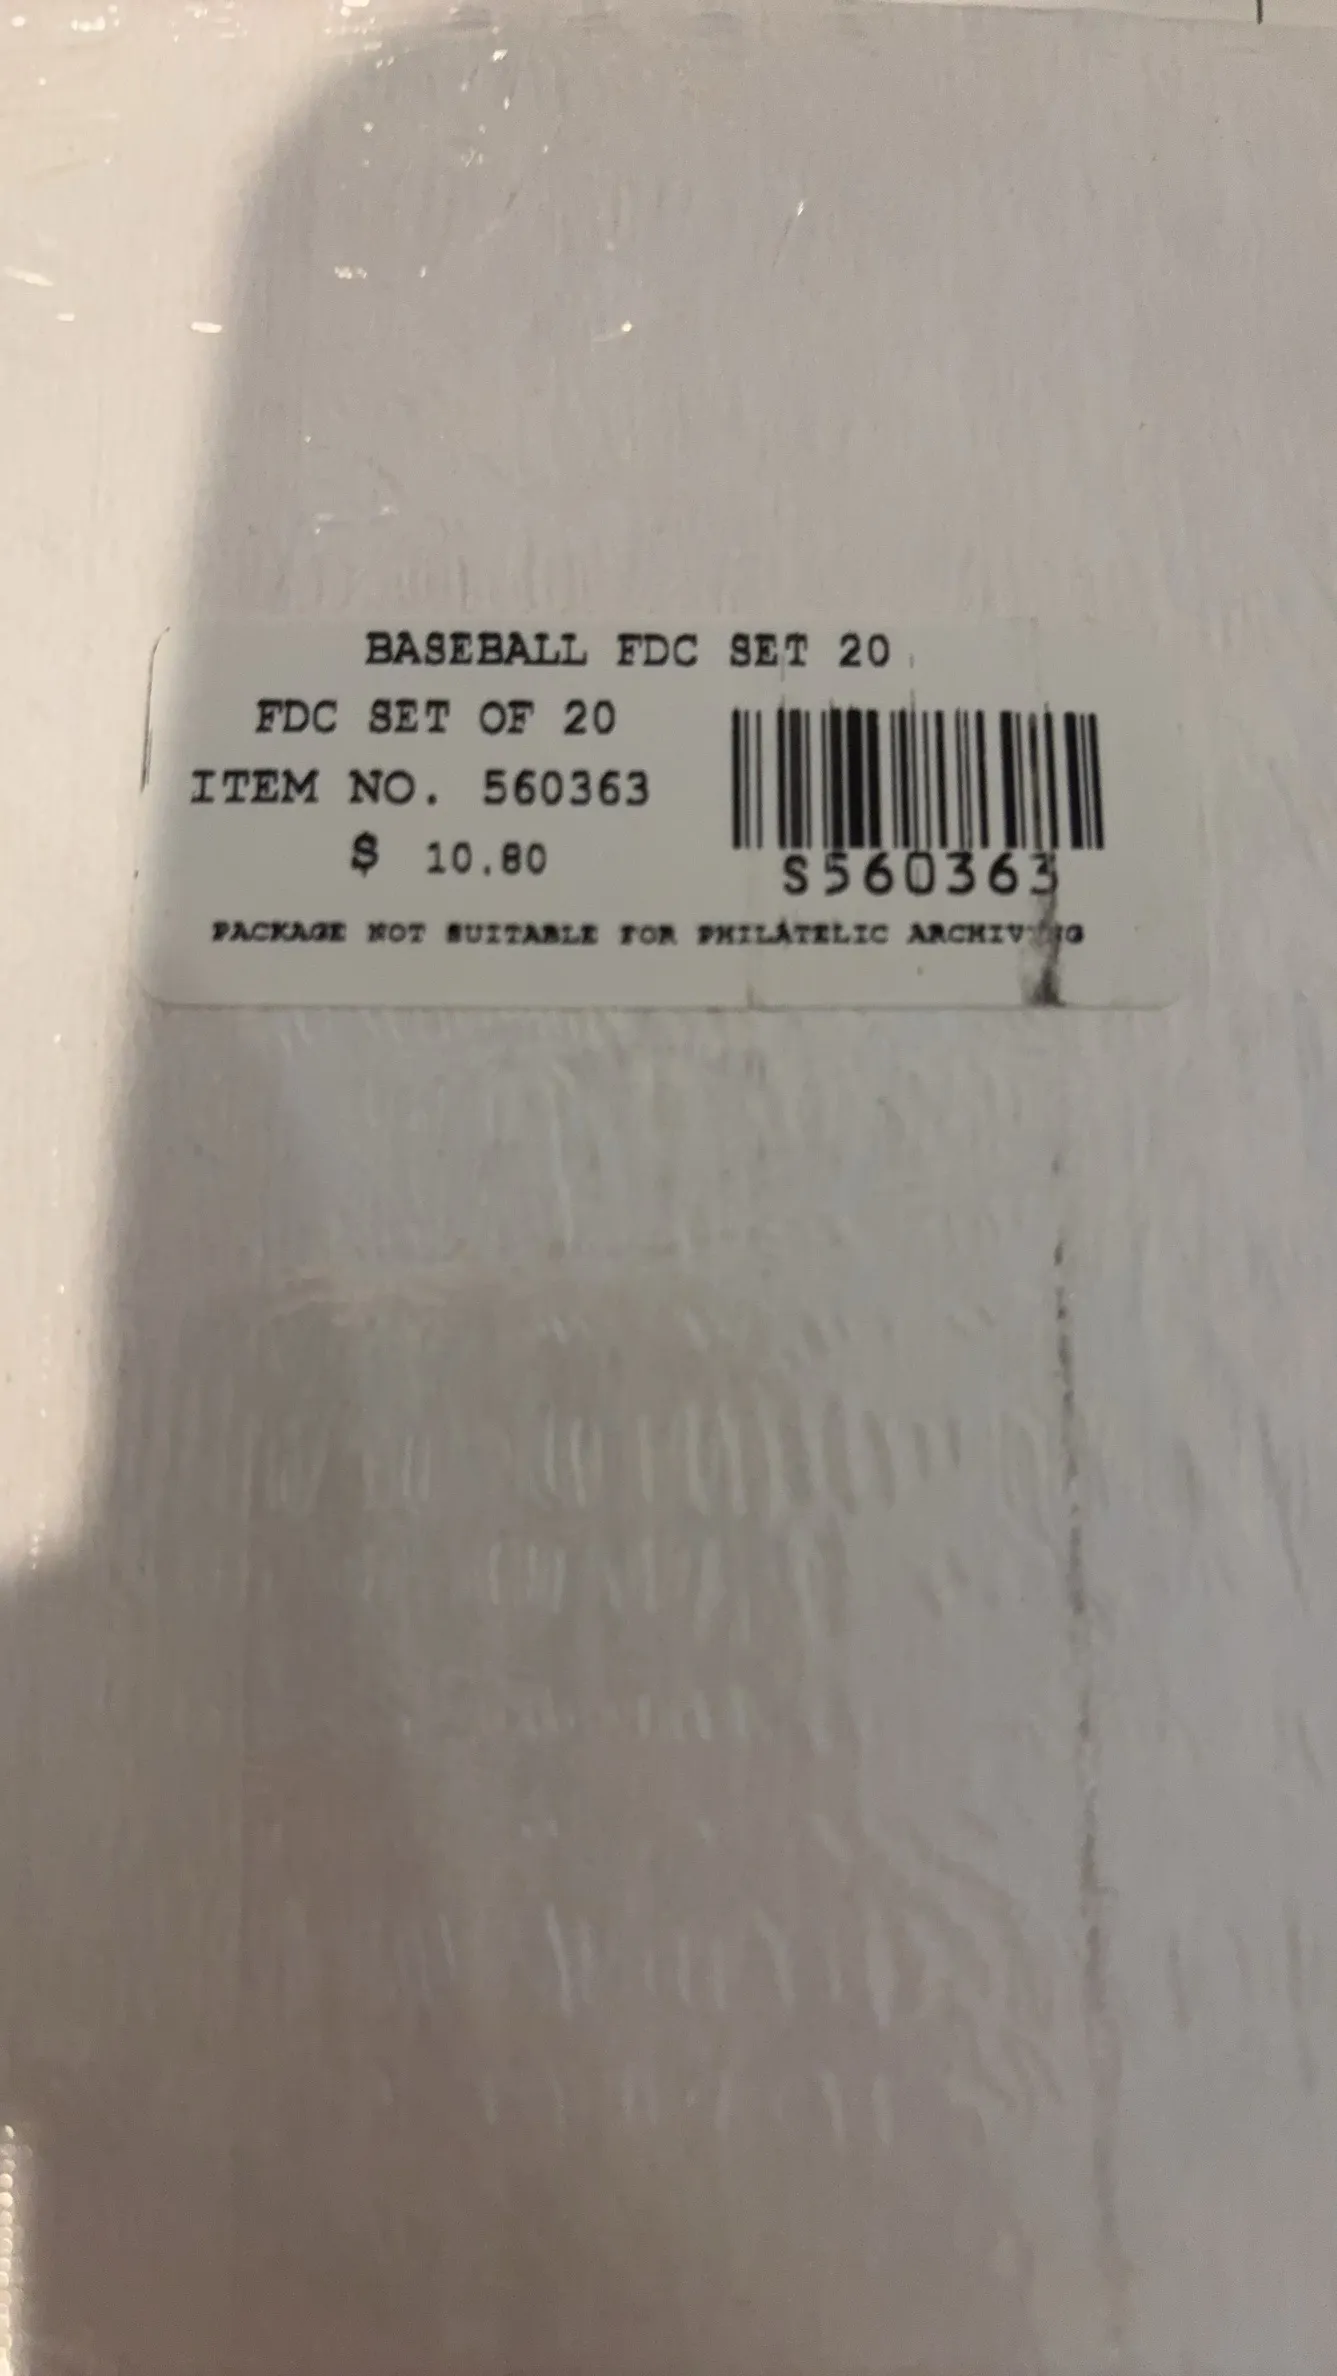 BASEBALL FDC SET 20
FDC SET OF 20
ITEM NO. 560363
$ 10.80
S560363
PACKAGE NOT SUITABLE FOR PHILATELIC ARCHIVING